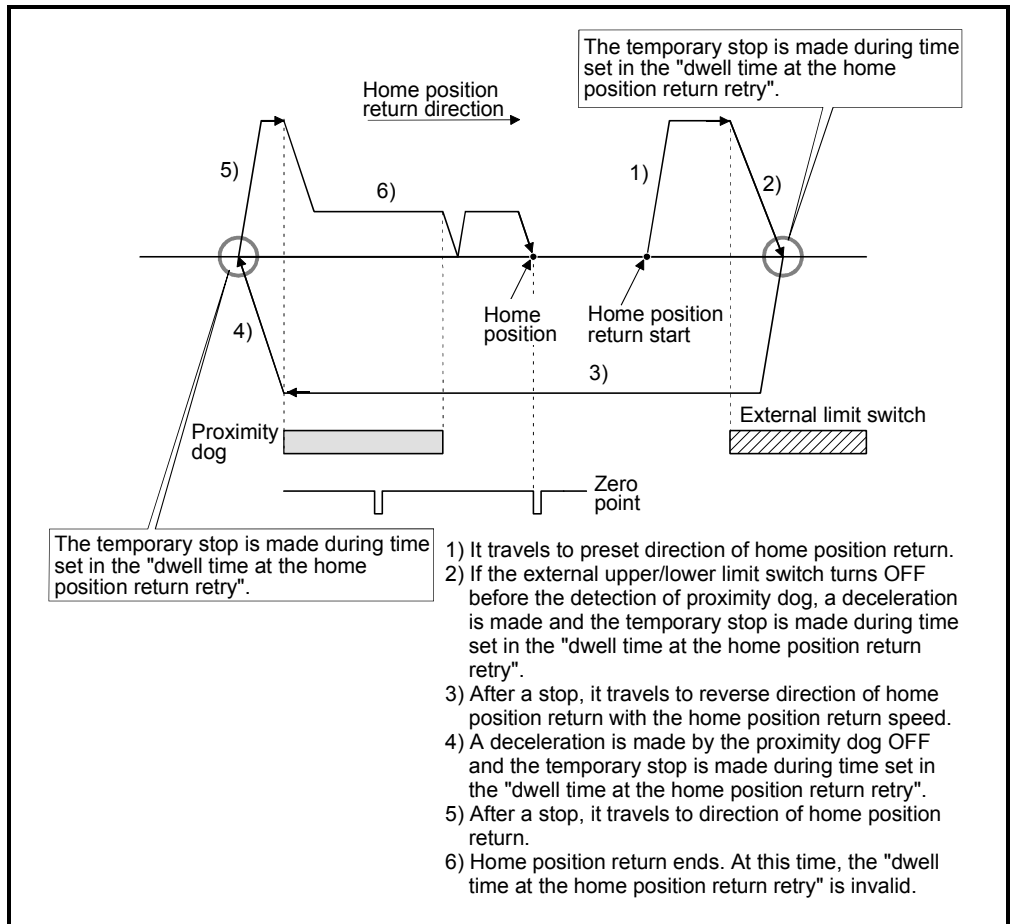 The temporary stop is made during time
set in the "dwell time at the home
position return retry".
Home position
return direction
5)
6)
1)
2)
Home
position
Home position
return start
4)
3)
Proximity
dog
External limit switch
Zero
point
The temporary stop is made during time
set in the "dwell time at the home
position return retry".
1) It travels to preset direction of home position return.
2) If the external upper/lower limit switch turns OFF
before the detection of proximity dog, a deceleration
is made and the temporary stop is made during time
set in the "dwell time at the home position return
retry".
3) After a stop, it travels to reverse direction of home
position return with the home position return speed.
4) A deceleration is made by the proximity dog OFF
and the temporary stop is made during time set in
the "dwell time at the home position return retry".
5) After a stop, it travels to direction of home position
return.
6) Home position return ends. At this time, the "dwell
time at the home position return retry" is invalid.